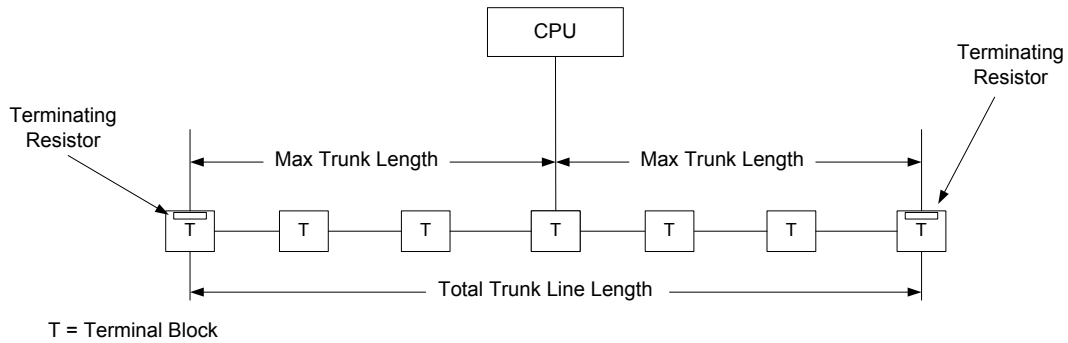 CPU
Terminating
Resistor
Terminating
Resistor
Max Trunk Length
Max Trunk Length
T
T
T
T
T
T
T
Total Trunk Line Length
T = Terminal Block